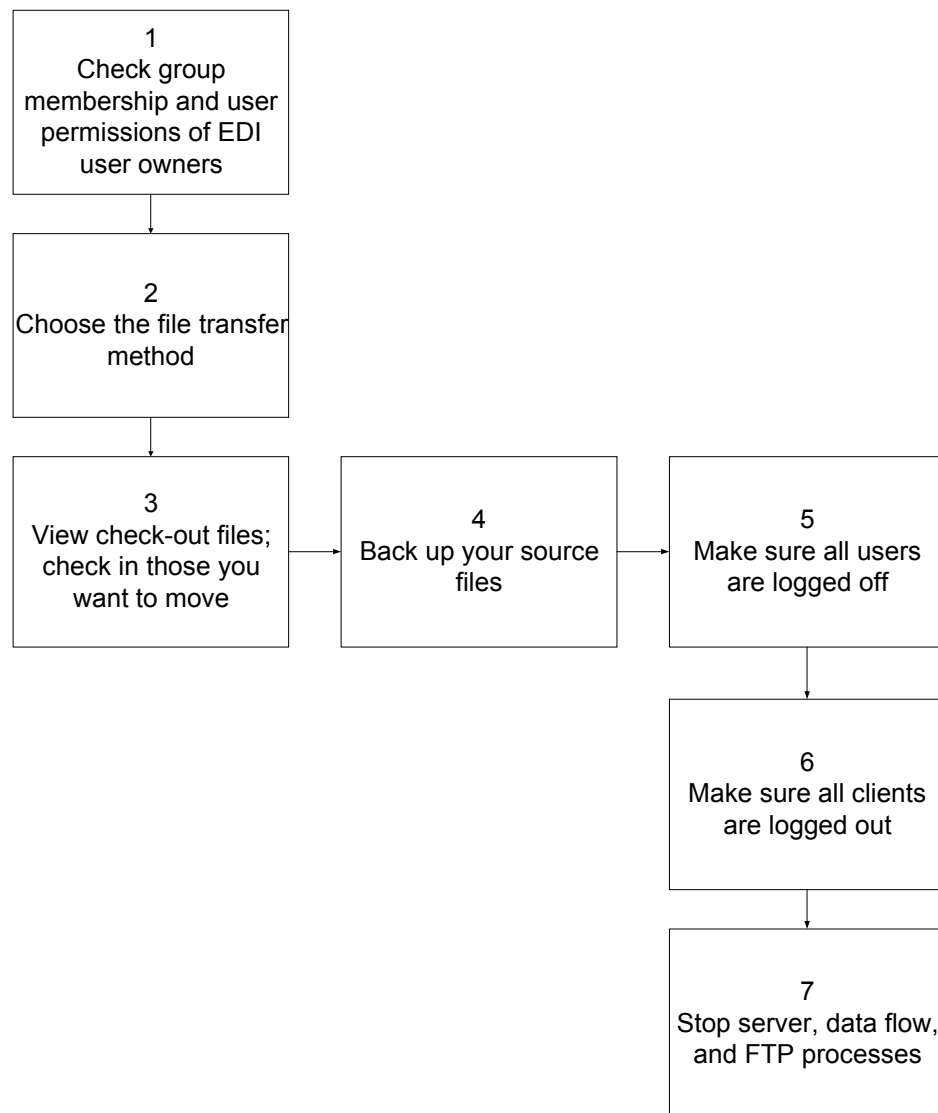 1
Check group
membership and user
permissions of EDI
user owners
2
Choose the file transfer
method
3
View check-out files;
check in those you
want to move
4
Back up your source
files
5
Make sure all users
are logged off
6
Make sure all clients
are logged out
7
Stop server, data flow,
and FTP processes